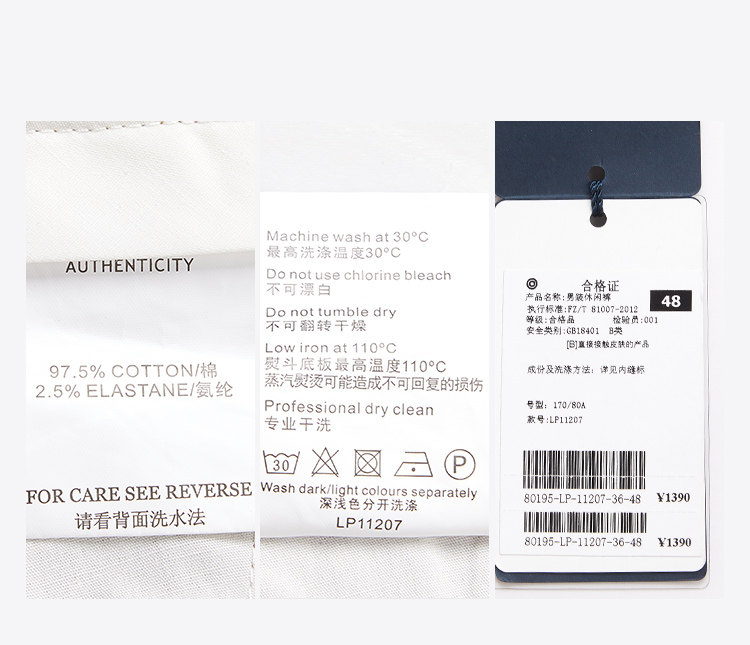 AUTHENTICITY
97.5% COTTON/棉
2.5% ELASTANE/氨纶
FOR CARE SEE REVERSE
请看背面洗水法
Machine wash at 30ºC
最高洗涤温度30ºC
Do not use chlorine bleach
不可漂白
Do not tumble dry
不可翻转干燥
Low iron at 110ºC
熨斗底板最高温度110ºC
蒸汽熨烫可能造成不可回复的损伤
Professional dry clean
专业干洗
30 P
Wash dark/light colours separately
深浅色分开洗涤
LP11207
合格证
产品名称:男装休闲裤
48
执行标准:FZ/T 81007-2012
等级:合格品 检验员:001
安全类别:GB18401 B类
[B]直接接触皮肤的产品
成份及洗涤方法: 详见内缝标
号型:170/80A
款号:LP11207
80195-LP-11207-36-48 ¥1390
80195-LP-11207-36-48 ¥1390